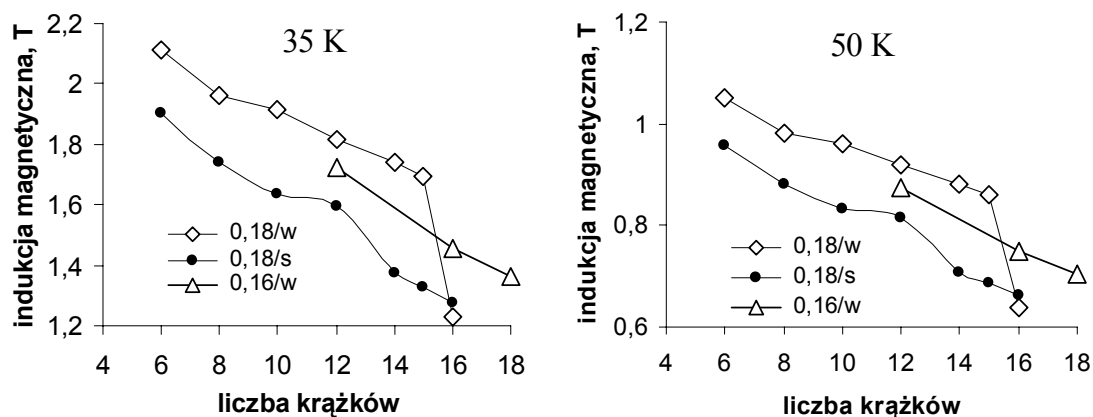 35 K
indukcja magnetyczna, T
2,2
2
1,8
1,6
1,4
1,2
0,18/w
0,18/s
0,16/w
4 6 8 10 12 14 16 18
liczba krążków
50 K
indukcja magnetyczna, T
1,2
1
0,8
0,6
0,18/w
0,18/s
0,16/w
4 6 8 10 12 14 16 18
liczba krążków